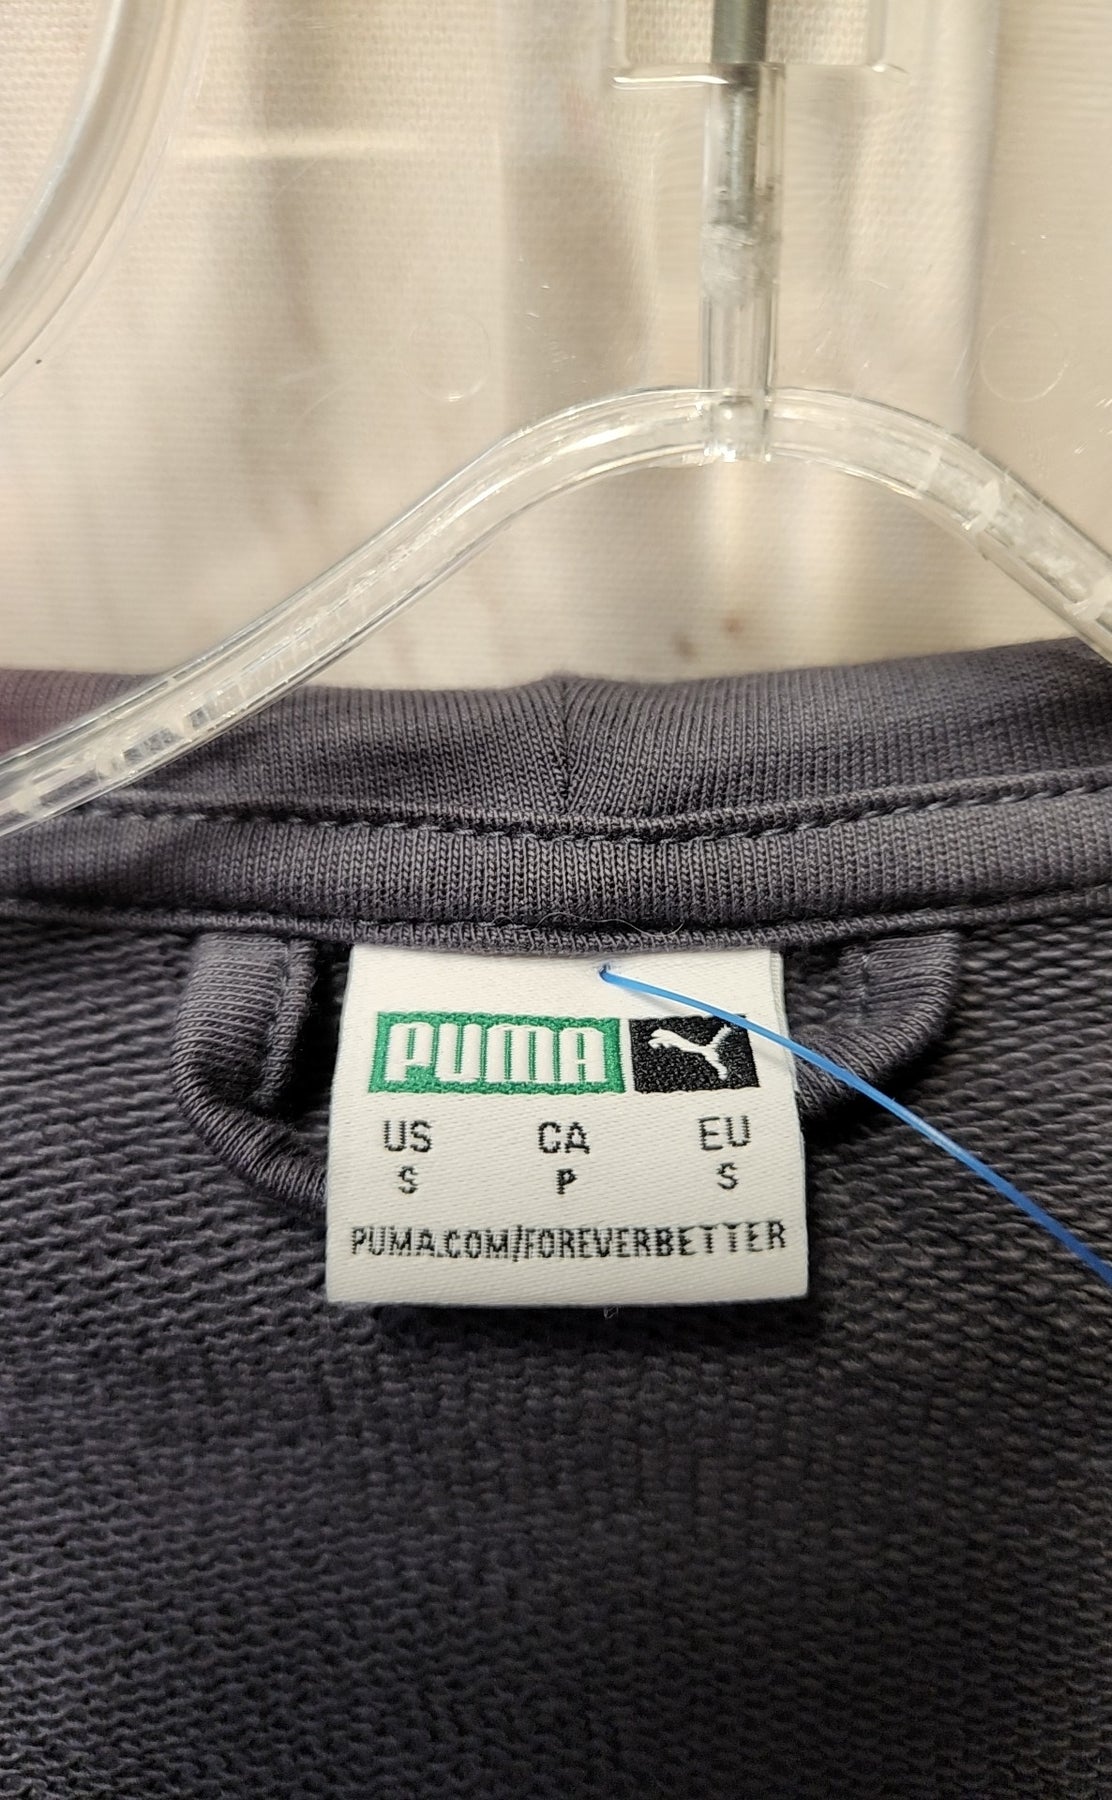 PUMA
US CA EU
S P S
PUMA.COM/FOREVERBETTER